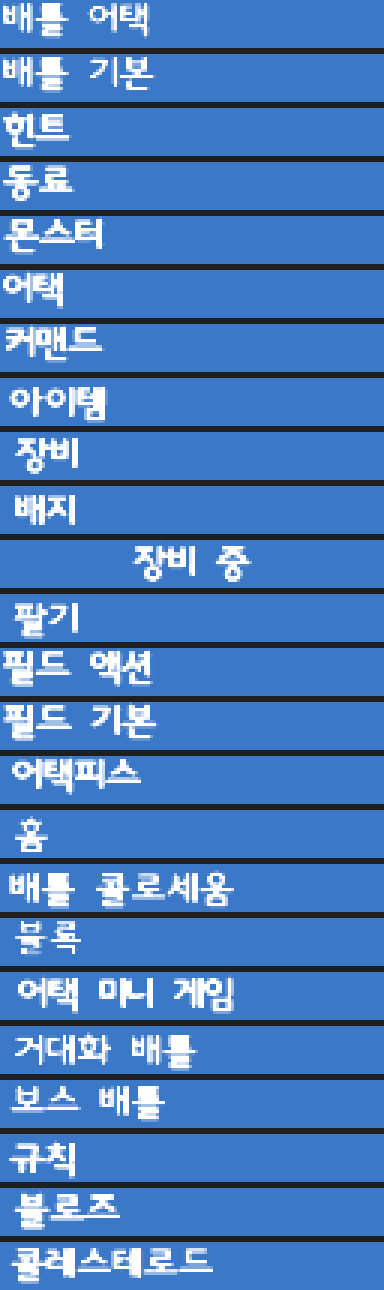 배틀 어택
배틀 기본
힌트
동료
몬스터
어택
커맨드
아이템
장비
배지
장비 중
팔기
필드 액션
필드 기본
어택피스
홈
배틀 콜로세움
블록
어택 미니 게임
거대화 배틀
보스 배틀
규칙
블로즈
콜레스테로드